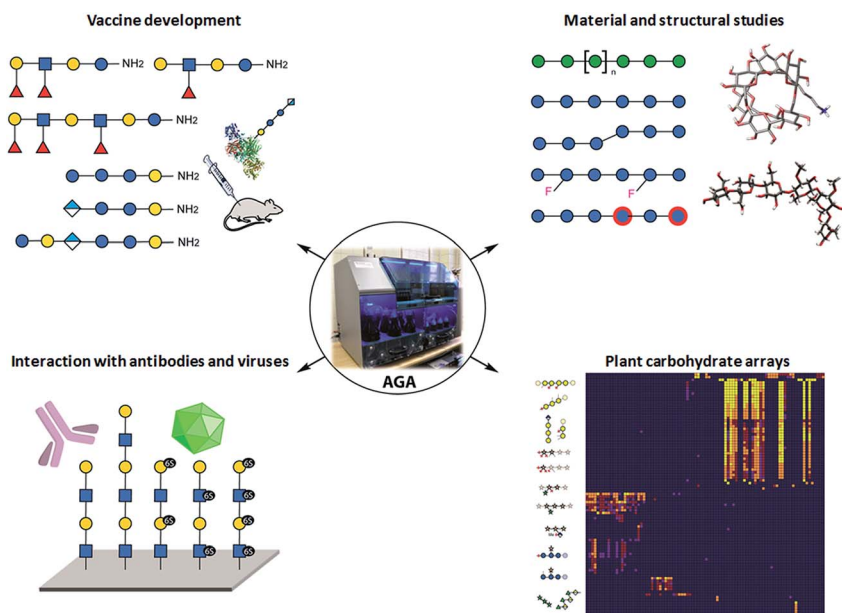 Vaccine development
NH2
NH2
NH2
NH2
NH2
NH2
Material and structural studies
n
F
F
AGA
Interaction with antibodies and viruses
6S
6S
6S
6S
6S
6S
6S
6S
Plant carbohydrate arrays